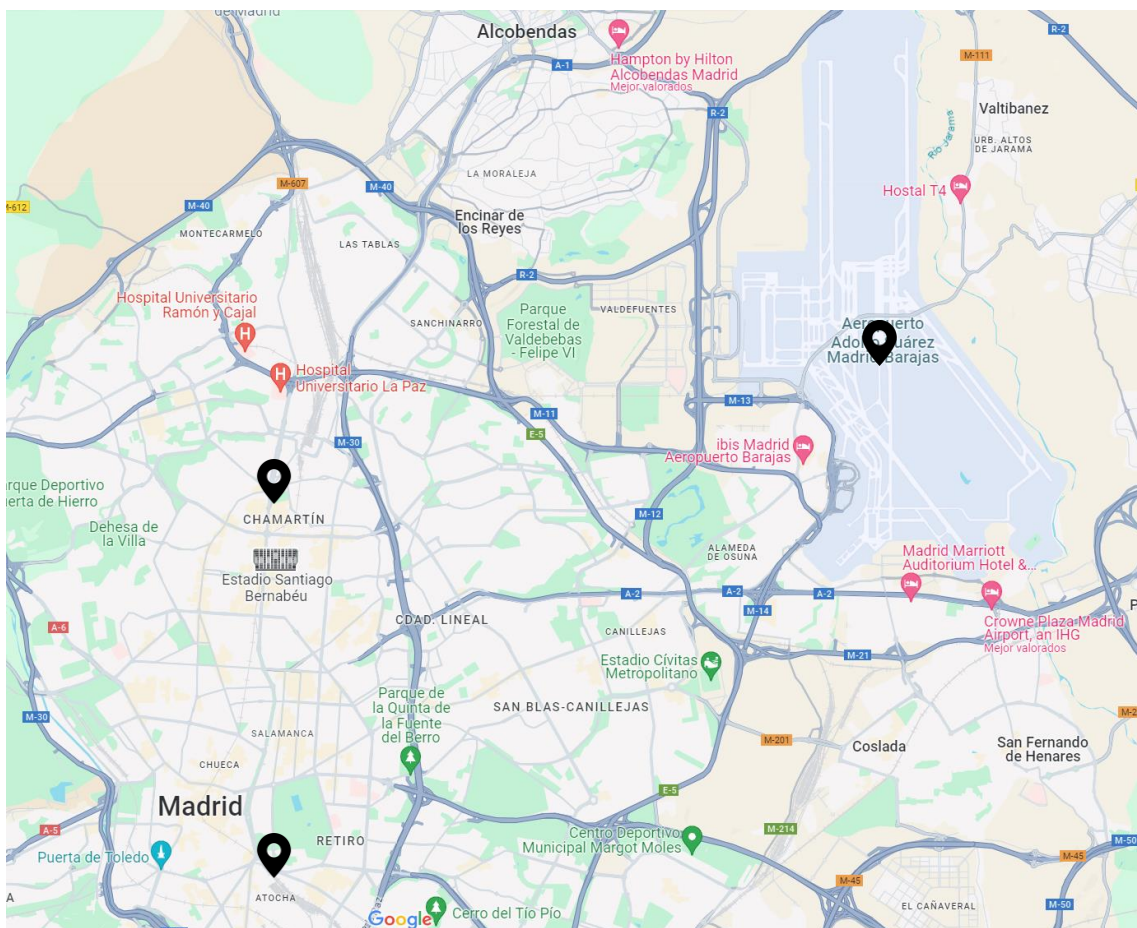 de Madrid
Alcobendas
Hampton by Hilton
Alcobendas Madrid
Mejor valorados
A-1
R-2
R-2
M-111
Valtibanez
URB. ALTOS
DE JARAMA
Río Jarama
LA MORALEJA
M-607
M-40
M-40
M-612
Hostal T4
MONTECARMELO
Encinar de
los Reyes
LAS TABLAS
R-2
Hospital Universitario
Ramón y Cajal
H
SANCHINARRO
Parque
Forestal de
Valdebebas
- Felipe VI
VALDEFUENTES
Aeropuerto
Adolfo Suárez
Madrid-Barajas
Hospital
Universitario La Paz
H
M-11
M-13
E-5
M-30
ibis Madrid
Aeropuerto Barajas
Dehesa de
la Villa
CHAMARTÍN
M-12
ALAMEDA
DE OSUNA
Madrid Marriott
Auditorium Hotel &...
Estadio Santiago
Bernabéu
A-2
A-2
A-2
M-14
CDAD. LINEAL
A-6
CANILLEJAS
Crowne Plaza Madrid
Airport, an IHG
Mejor valorados
M-21
Estadio Cívitas
Metropolitano
Parque de
la Quinta de
la Fuente
del Berro
SAN BLAS-CANILLEJAS
M-30
SALAMANCA
M-201
Coslada
San Fernando
de Henares
CHUECA
E-5
Madrid
A-5
RETIRO
M-214
Centro Deportivo
Municipal Margot Moles
M-50
Puerta de Toledo
M-45
M-45
ATOCHA
M-50
EL CAÑAVERAL
Google
Cerro del Tío Pío